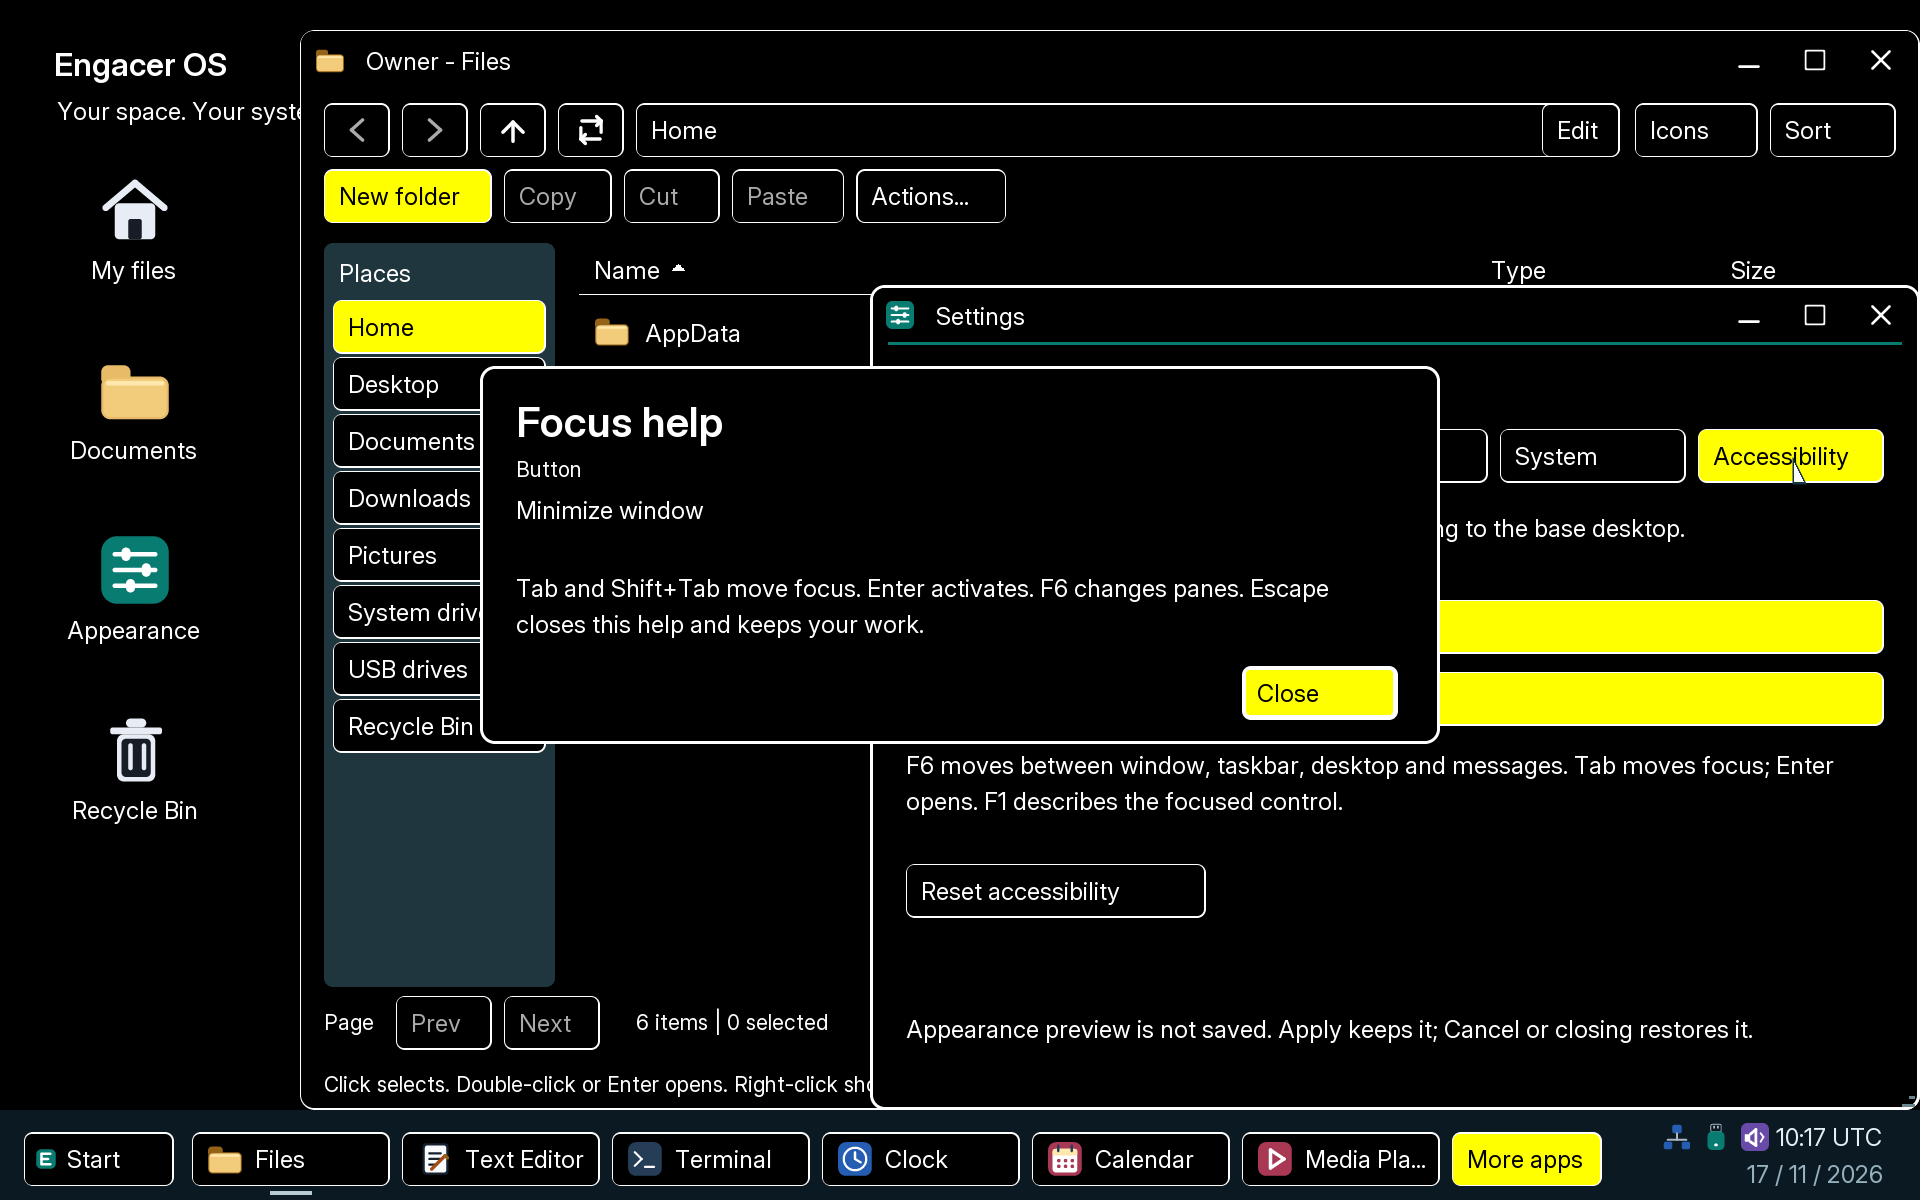 Engacer OS
Your space. Your syste
My files
Documents
Appearance
Recycle Bin
Owner - Files
Home
Edit
Icons
Sort
New folder
Copy
Cut
Paste
Actions...
Places
Home
Desktop
Documents
Downloads
Pictures
System drive
USB drives
Recycle Bin
Name
Type
Size
AppData
Settings
System
Accessibility
ng to the base desktop.
Focus help
Button
Minimize window
Tab and Shift+Tab move focus. Enter activates. F6 changes panes. Escape
closes this help and keeps your work.
Close
F6 moves between window, taskbar, desktop and messages. Tab moves focus; Enter
opens. F1 describes the focused control.
Reset accessibility
Appearance preview is not saved. Apply keeps it; Cancel or closing restores it.
Page
Prev
Next
6 items | 0 selected
Click selects. Double-click or Enter opens. Right-click sho
E Start
Files
Text Editor
Terminal
Clock
Calendar
Media Pla...
More apps
10:17 UTC
17 / 11 / 2026